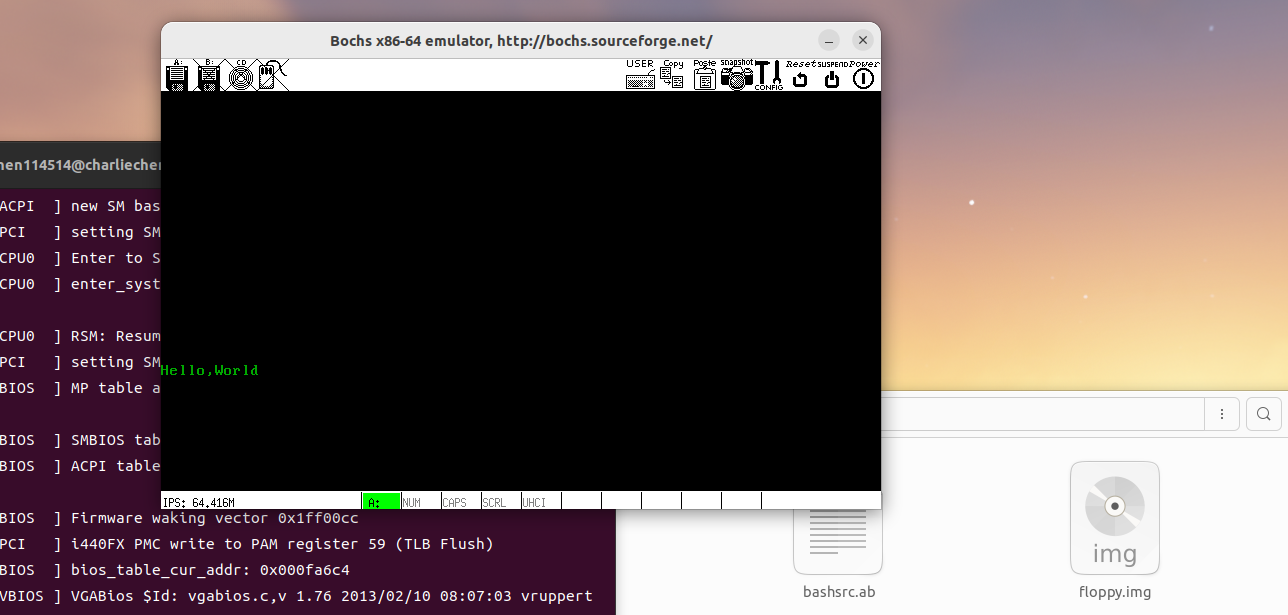 Bochs x86-64 emulator, http://bochs.sourceforge.net/
A: B: CD USER Copy Paste snapshot CONFIG Reset SUSPEND Power
hen114514@charlieche
ACPI ] new SM bas
PCI ] setting SM
CPU0 ] Enter to S
CPU0 ] enter_syst
CPU0 ] RSM: Resum
PCI ] setting SM
BIOS ] MP table a
BIOS ] SMBIOS tab
BIOS ] ACPI table
Hello,World
IPS: 64.416M A: NUM CAPS SCRL UHCI
BIOS ] Firmware waking vector 0x1ff00cc
PCI ] i440FX PMC write to PAM register 59 (TLB Flush)
BIOS ] bios_table_cur_addr: 0x000fa6c4
VBIOS ] VGABios $Id: vgabios.c,v 1.76 2013/02/10 08:07:03 vruppert
img
bashsrc.ab
floppy.img